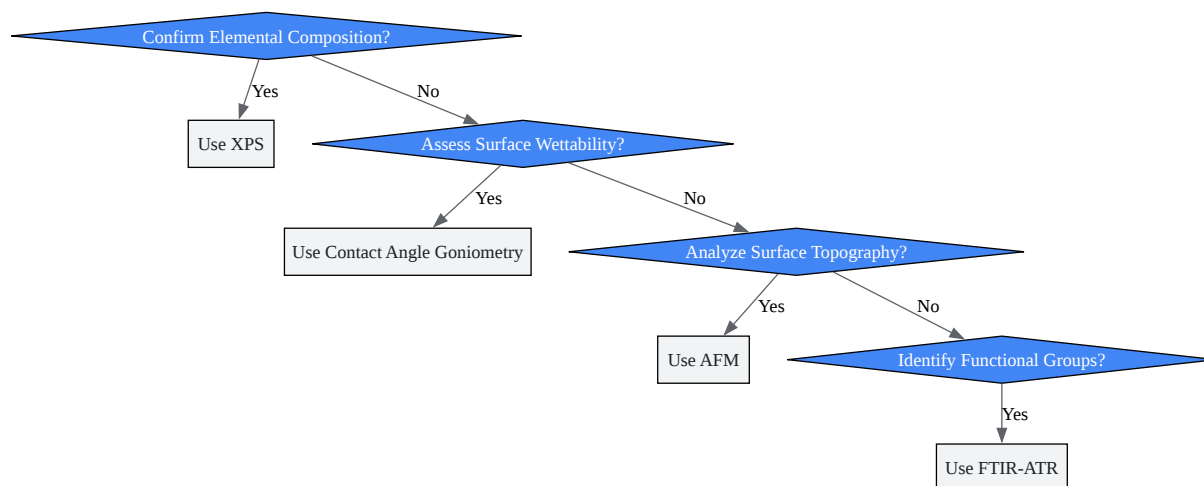 Confirm Elemental Composition?
Yes
No
Use XPS
Assess Surface Wettability?
Yes
No
Use Contact Angle Goniometry
Analyze Surface Topography?
Yes
No
Use AFM
Identify Functional Groups?
Yes
Use FTIR-ATR